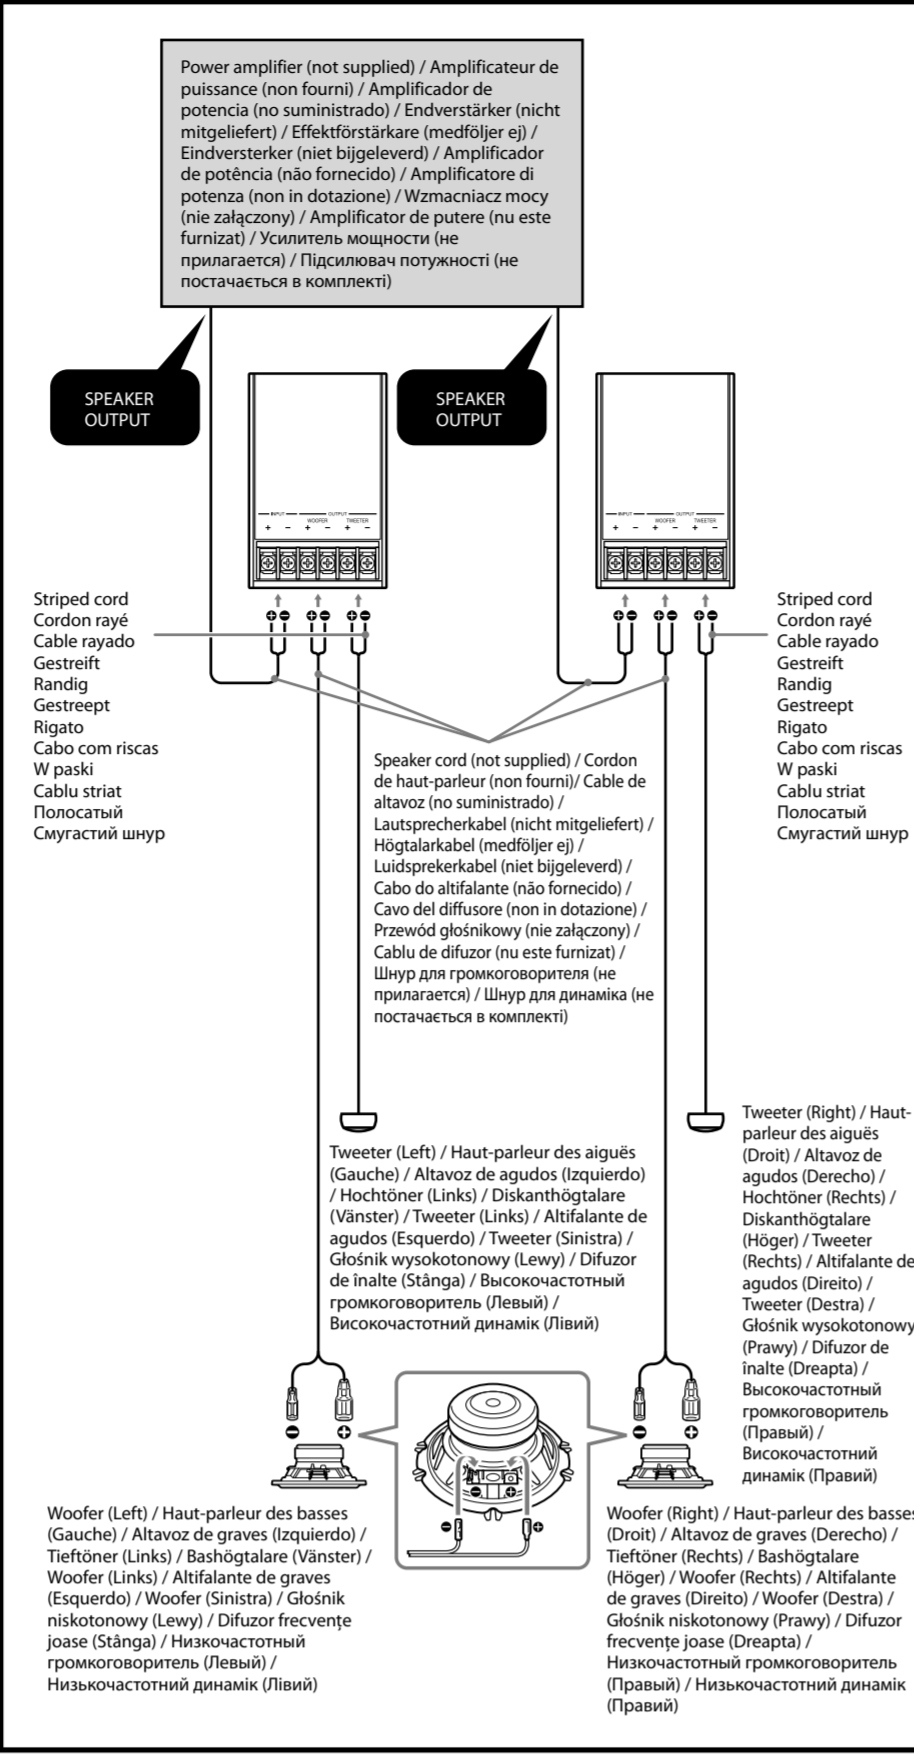 Power amplifier (not supplied) / Amplificateur de
puissance (non fourni) / Amplificador de
potencia (no suministrado) / Endverstärker (nicht
mitgeliefert) / Effektförstärkare (medföljer ej) /
Eindversterker (niet bijgeleverd) / Amplificador
de potência (não fornecido) / Amplificatore di
potenza (non in dotazione) / Wzmacniacz mocy
(nie załączony) / Amplificator de putere (nu este
furnizat) / Усилитель мощности (не
прилагается) / Підсилювач потужності (не
постачається в комплекті)
SPEAKER
OUTPUT
SPEAKER
OUTPUT
INPUT OUTPUT
WOOFER TWEETER
+ − + − + −
INPUT OUTPUT
WOOFER TWEETER
+ − + − + −
Striped cord
Cordon rayé
Cable rayado
Gestreift
Randig
Gestreept
Rigato
Cabo com riscas
W paski
Cablu striat
Полосатый
Смугастий шнур
Striped cord
Cordon rayé
Cable rayado
Gestreift
Randig
Gestreept
Rigato
Cabo com riscas
W paski
Cablu striat
Полосатый
Смугастий шнур
Speaker cord (not supplied) / Cordon
de haut-parleur (non fourni)/ Cable de
altavoz (no suministrado) /
Lautsprecherkabel (nicht mitgeliefert) /
Högtalarkabel (medföljer ej) /
Luidsprekerkabel (niet bijgeleverd) /
Cabo do altifalante (não fornecido) /
Cavo del diffusore (non in dotazione) /
Przewód głośnikowy (nie załączony) /
Cablu de difuzor (nu este furnizat) /
Шнур для громкоговорителя (не
прилагается) / Шнур для динаміка (не
постачається в комплекті)
Tweeter (Left) / Haut-parleur des aiguës
(Gauche) / Altavoz de agudos (Izquierdo)
/ Hochtöner (Links) / Diskanthögtalare
(Vänster) / Tweeter (Links) / Altifalante de
agudos (Esquerdo) / Tweeter (Sinistra) /
Głośnik wysokotonowy (Lewy) / Difuzor
de înalte (Stânga) / Высокочастотный
громкоговоритель (Левый) /
Високочастотний динамік (Лівий)
Tweeter (Right) / Haut-
parleur des aiguës
(Droit) / Altavoz de
agudos (Derecho) /
Hochtöner (Rechts) /
Diskanthögtalare
(Höger) / Tweeter
(Rechts) / Altifalante de
agudos (Direito) /
Tweeter (Destra) /
Głośnik wysokotonowy
(Prawy) / Difuzor de
înalte (Dreapta) /
Высокочастотный
громкоговоритель
(Правый) /
Високочастотний
динамік (Правий)
Woofer (Left) / Haut-parleur des basses
(Gauche) / Altavoz de graves (Izquierdo) /
Tieftöner (Links) / Bashögtalare (Vänster) /
Woofer (Links) / Altifalante de graves
(Esquerdo) / Woofer (Sinistra) / Głośnik
niskotonowy (Lewy) / Difuzor frecvenţe
joase (Stânga) / Низкочастотный
громкоговоритель (Левый) /
Низькочастотний динамік (Лівий)
Woofer (Right) / Haut-parleur des basses
(Droit) / Altavoz de graves (Derecho) /
Tieftöner (Rechts) / Bashögtalare
(Höger) / Woofer (Rechts) / Altifalante
de graves (Direito) / Woofer (Destra) /
Głośnik niskotonowy (Prawy) / Difuzor
frecvenţe joase (Dreapta) /
Низкочастотный громкоговоритель
(Правый) / Низькочастотний динамік
(Правий)